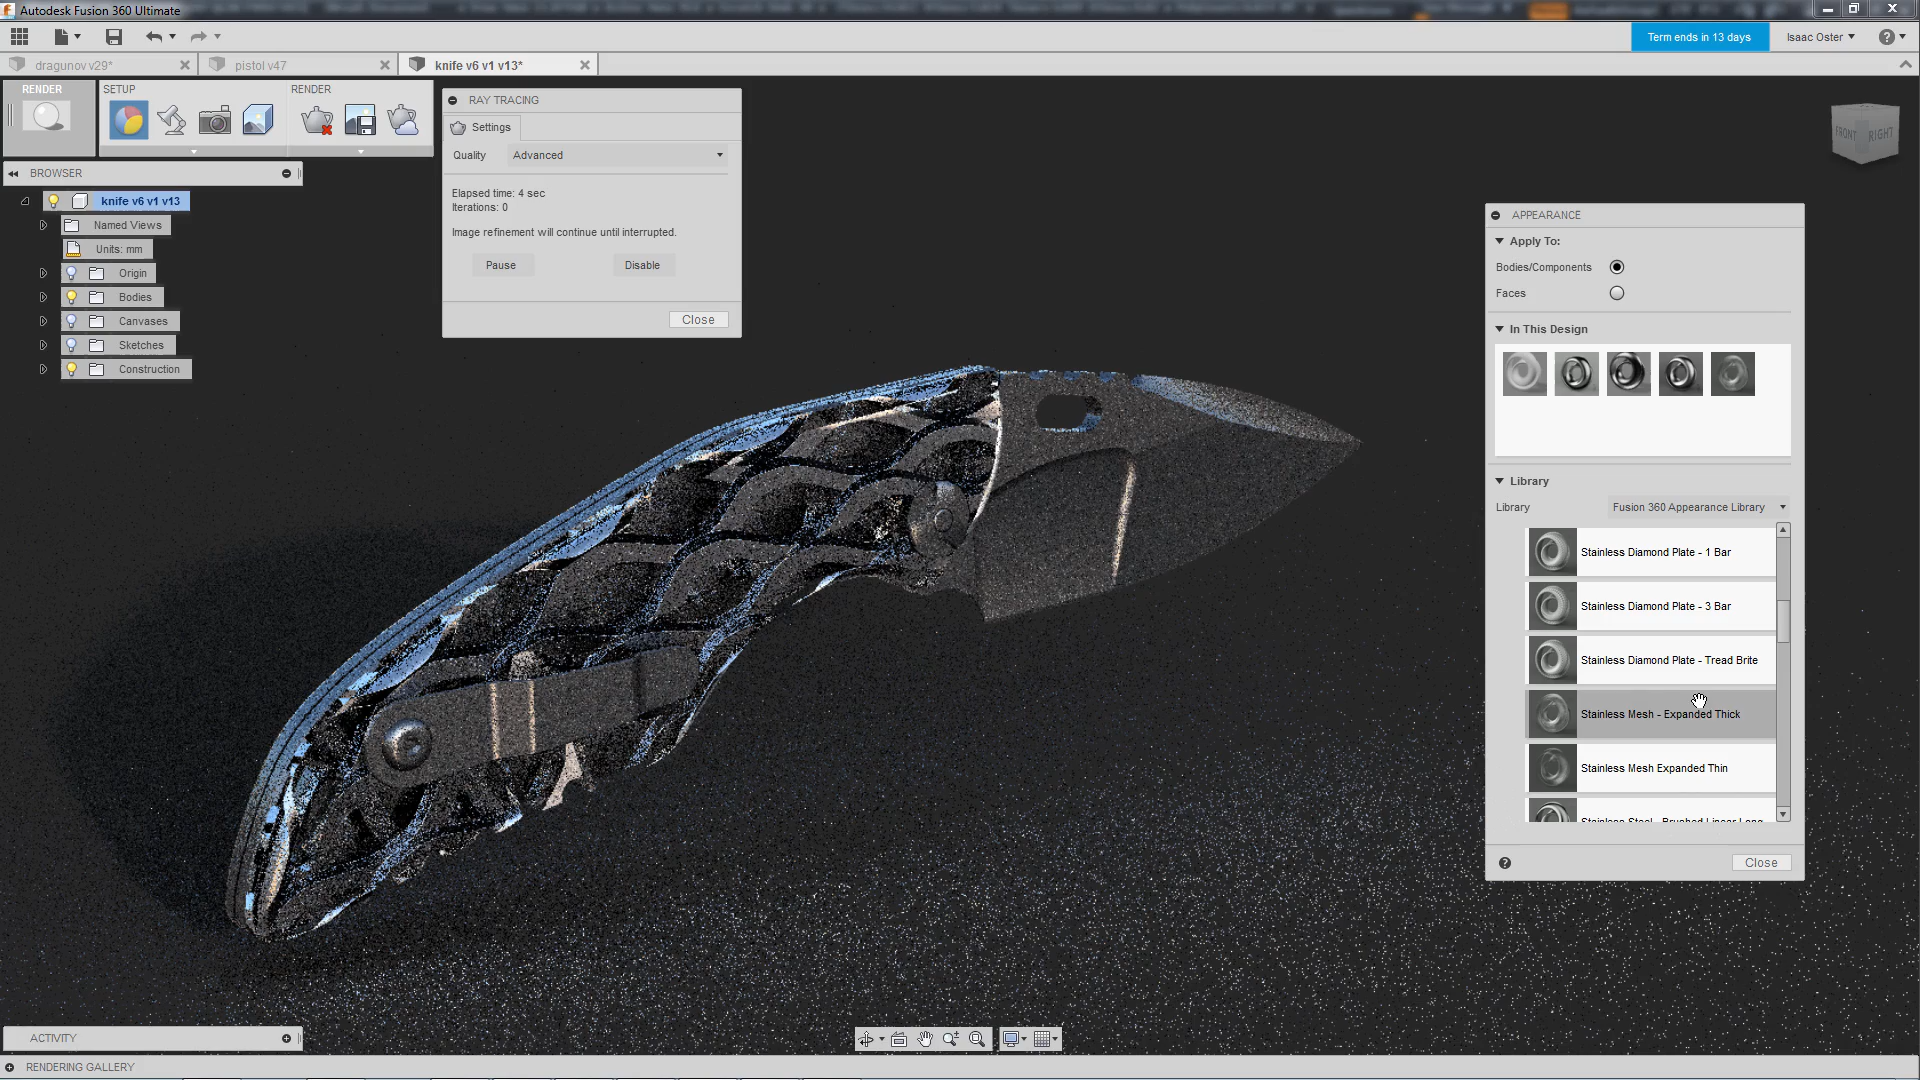 Autodesk Fusion 360 Ultimate
Term ends in 13 days
Isaac Oster
dragunov v29*
pistol v47
knife v6 v1 v13*
RENDER
SETUP
RENDER
RAY TRACING
Settings
Quality
Advanced
Elapsed time: 4 sec
Iterations: 0
Image refinement will continue until interrupted.
Pause
Disable
Close
BROWSER
knife v6 v1 v13
Named Views
Units: mm
Origin
Bodies
Canvases
Sketches
Construction
FRONT
RIGHT
APPEARANCE
Apply To:
Bodies/Components
Faces
In This Design
Library
Library
Fusion 360 Appearance Library
Stainless Diamond Plate - 1 Bar
Stainless Diamond Plate - 3 Bar
Stainless Diamond Plate - Tread Brite
Stainless Mesh - Expanded Thick
Stainless Mesh Expanded Thin
Stainless Steel - Brushed Linear Long
Close
ACTIVITY
RENDERING GALLERY